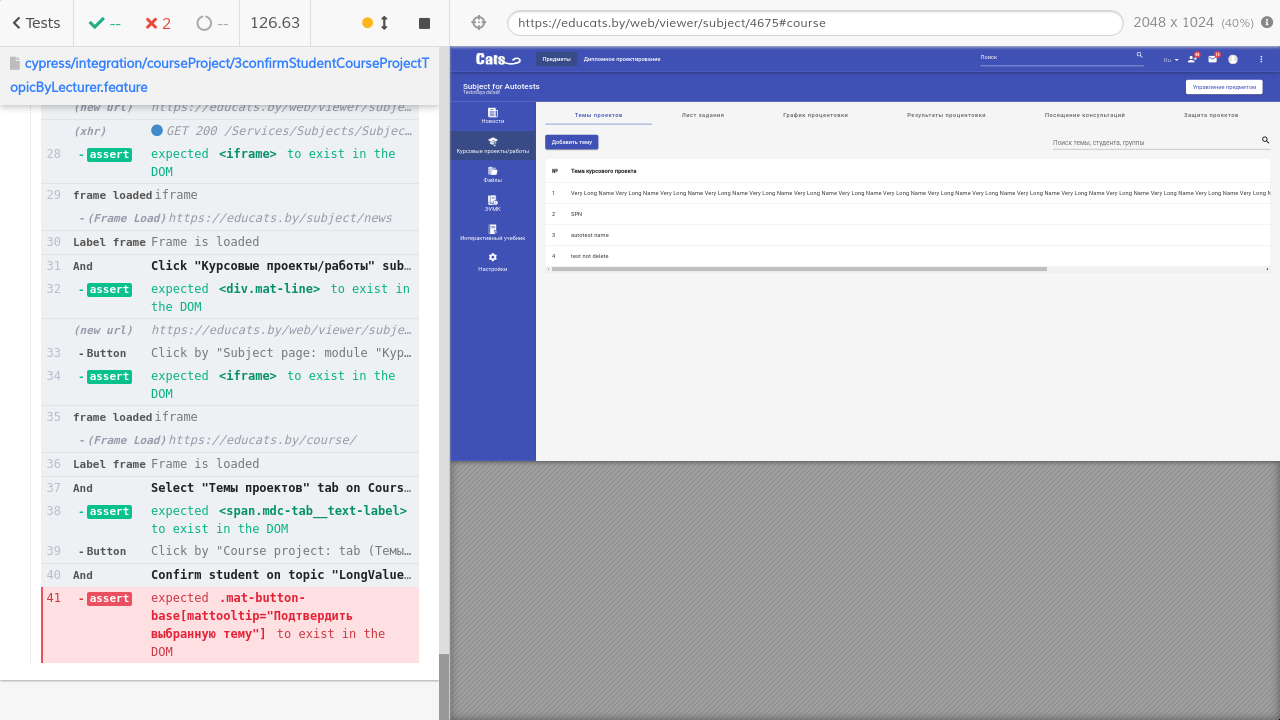 Tests
--
2
--
126.63
https://educats.by/web/viewer/subject/4675#course
2048 x 1024 (40%)
cypress/integration/courseProject/3confirmStudentCourseProjectT
opicByLecturer.feature
(new url) https://educats.by/web/viewer/subje…
(xhr) GET 200 /Services/Subjects/Subjec…
28 - assert expected <iframe> to exist in the
DOM
29 frame loaded iframe
- (Frame Load) https://educats.by/subject/news
30 Label frame Frame is loaded
31 And Click "Курсовые проекты/работы" sub…
32 - assert expected <div.mat-line> to exist in
the DOM
(new url) https://educats.by/web/viewer/subje…
33 - Button Click by "Subject page: module "Кур…
34 - assert expected <iframe> to exist in the
DOM
35 frame loaded iframe
- (Frame Load) https://educats.by/course/
36 Label frame Frame is loaded
37 And Select "Темы проектов" tab on Cours…
38 - assert expected <span.mdc-tab__text-label>
to exist in the DOM
39 - Button Click by "Course project: tab (Темы…
40 And Confirm student on topic "LongValue…
41 - assert expected .mat-button-
base[mattooltip="Подтвердить
выбранную тему"] to exist in the
DOM
Cats
Предметы Дипломное проектирование
Поиск
Ru
Subject for Autotests
Управление предметом
Новости
Курсовые проекты/работы
Файлы
ЭУМК
Интерактивный учебник
Настройки
Темы проектов Лист задания График процентовки Результаты процентовки Посещение консультаций Защита проектов
Добавить тему
Поиск темы, студента, группы
№ Тема курсового проекта
1 Very Long Name Very Long Name Very Long Name Very Long Name Very Long Name Very Long Name Very Long Name Very Long Name Very Long Name Very Long Name Very Long Name Very Long Name Very Long Name Very Long Name Very Long Name Very Long N
2 SPN
3 autotest name
4 test not delete